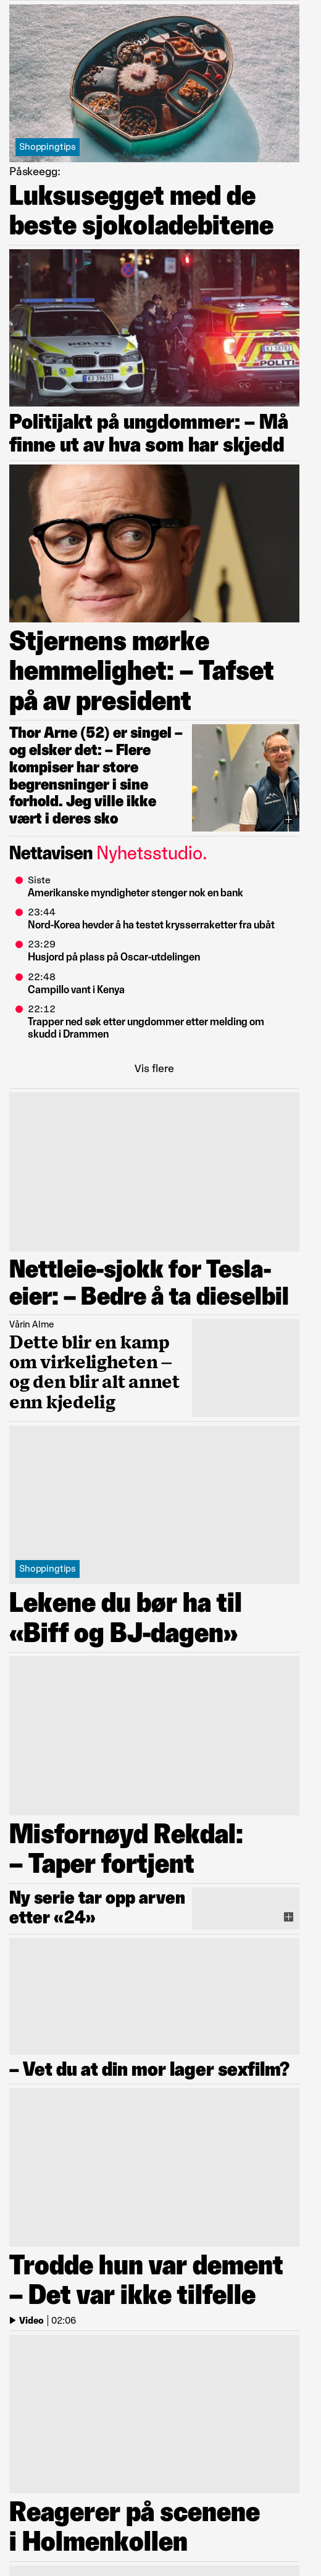 Shoppingtips
Påskeegg:
Luksusegget med de
beste sjokoladebitene
POLITI
KJ 59655
POLITI
Politijakt på ungdommer: – Må
finne ut av hva som har skjedd
Stjernens mørke
hemmelighet: – Tafset
på av president
Thor Arne (52) er singel –
og elsker det: – Flere
kompiser har store
begrensninger i sine
forhold. Jeg ville ikke
vært i deres sko
Nettavisen Nyhetsstudio.
Siste
Amerikanske myndigheter stenger nok en bank
23:44
Nord-Korea hevder å ha testet krysserraketter fra ubåt
23:29
Husjord på plass på Oscar-utdelingen
22:48
Campillo vant i Kenya
22:12
Trapper ned søk etter ungdommer etter melding om
skudd i Drammen
Vis flere
Nettleie-sjokk for Tesla-
eier: – Bedre å ta dieselbil
Vårin Alme
Dette blir en kamp
om virkeligheten –
og den blir alt annet
enn kjedelig
Shoppingtips
Lekene du bør ha til
«Biff og BJ-dagen»
Misfornøyd Rekdal:
– Taper fortjent
Ny serie tar opp arven
etter «24»
– Vet du at din mor lager sexfilm?
Trodde hun var dement
– Det var ikke tilfelle
Video | 02:06
Reagerer på scenene
i Holmenkollen